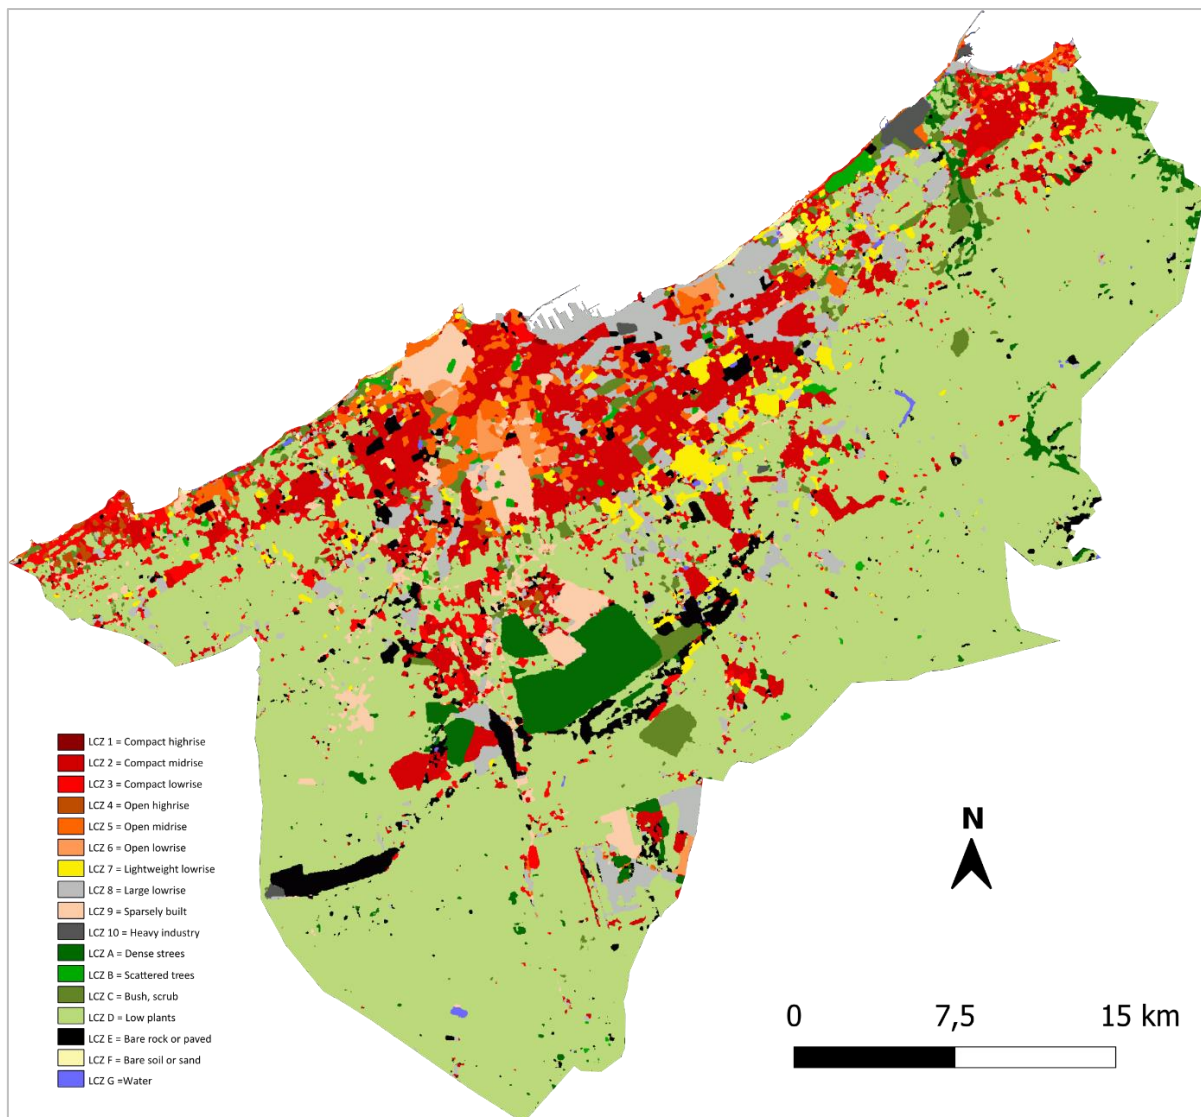 LCZ 1 = Compact highrise
LCZ 2 = Compact midrise
LCZ 3 = Compact lowrise
LCZ 4 = Open highrise
LCZ 5 = Open midrise
LCZ 6 = Open lowrise
LCZ 7 = Lightweight lowrise
LCZ 8 = Large lowrise
LCZ 9 = Sparsely built
LCZ 10 = Heavy industry
LCZ A = Dense strees
LCZ B = Scattered trees
LCZ C = Bush, scrub
LCZ D = Low plants
LCZ E = Bare rock or paved
LCZ F = Bare soil or sand
LCZ G =Water
N
0 7,5 15 km